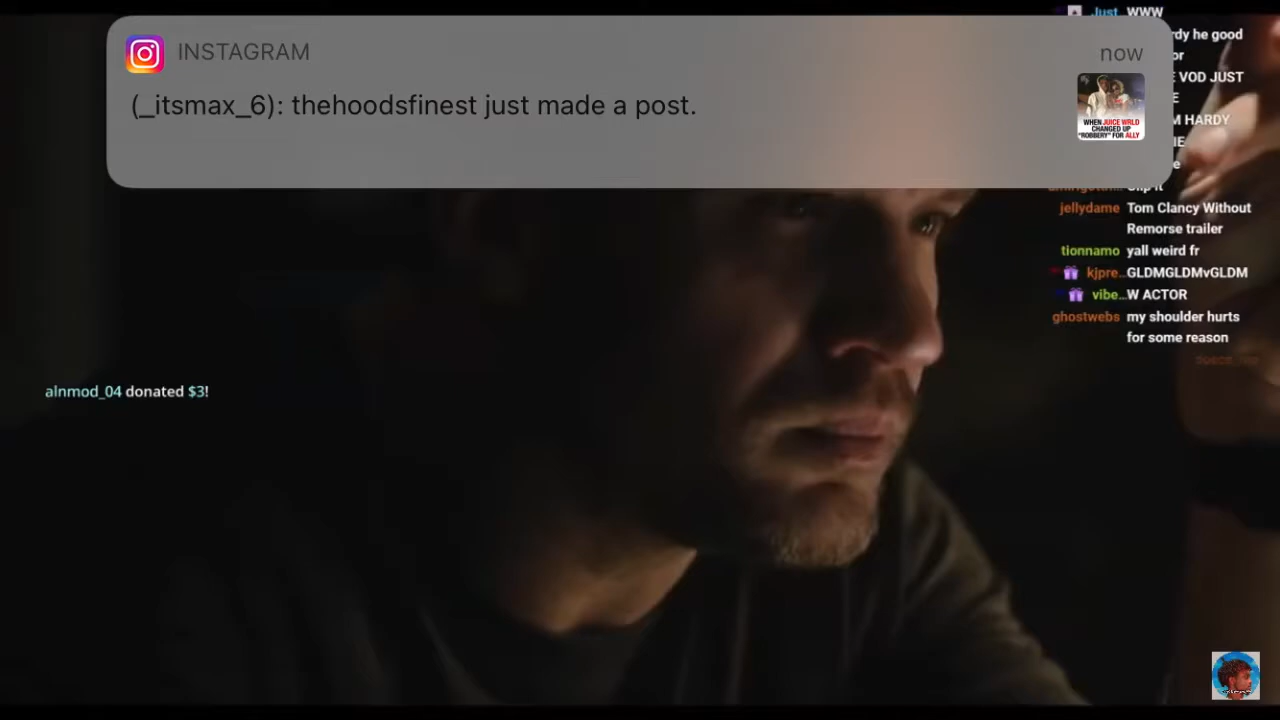 Just WWW
INSTAGRAM
now
rdy he good
or
(_itsmax_6): thehoodsfinest just made a post.
WHEN JUICE WRLD
CHANGED UP
"ROBBERY" FOR ALLY
VOD JUST
E
M HARDY
IE
e
Clip it
jellydame Tom Clancy Without
Remorse trailer
tionnamo yall weird fr
kjpre... GLDMGLDMvGLDM
vibe... W ACTOR
ghostwebs my shoulder hurts
for some reason
alnmod_04 donated $3!